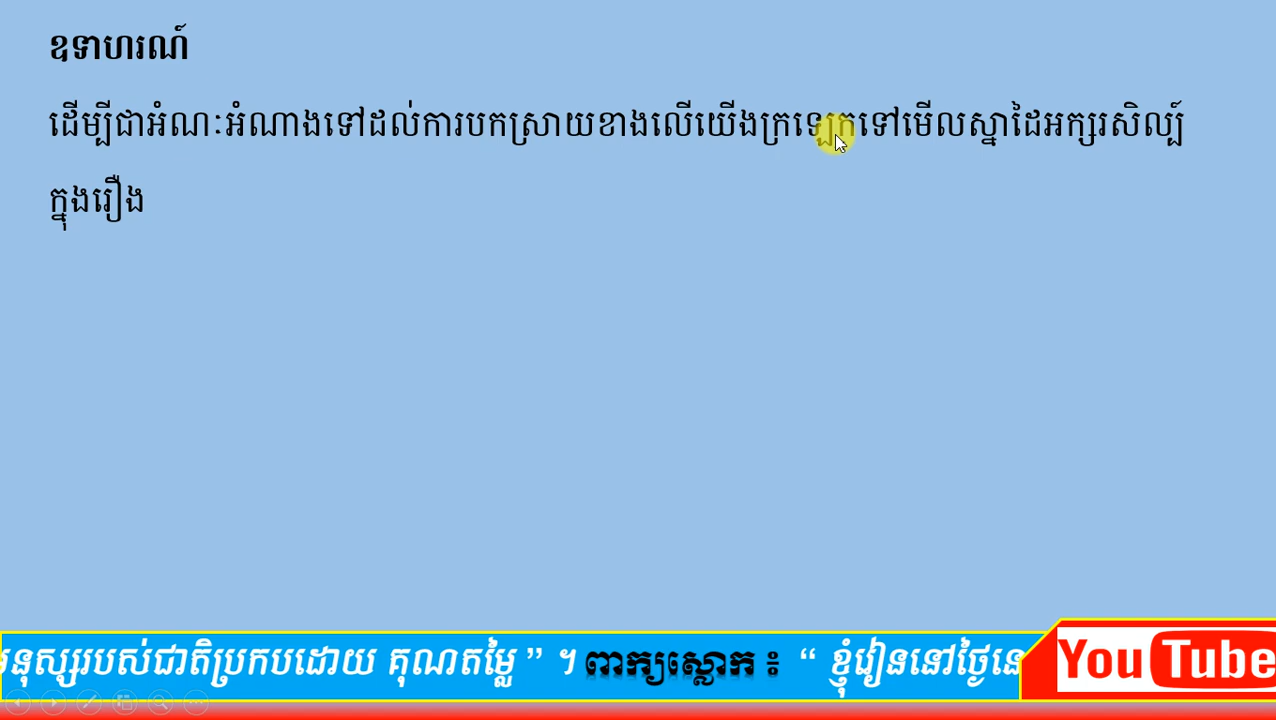 ឧទាហរណ៍
ដើម្បីជាអំណះអំណាងទៅដល់ការបកស្រាយខាងលើយើងក្រឡេកទៅមើលស្នាដៃអក្សរសិល្ប៍
ក្នុងរឿង
មនុស្សរបស់ជាតិប្រកបដោយ គុណតម្លៃ ” ។ ពាក្យស្លោក ៖ “ ខ្ញុំរៀននៅថ្ងៃនេ
YouTube